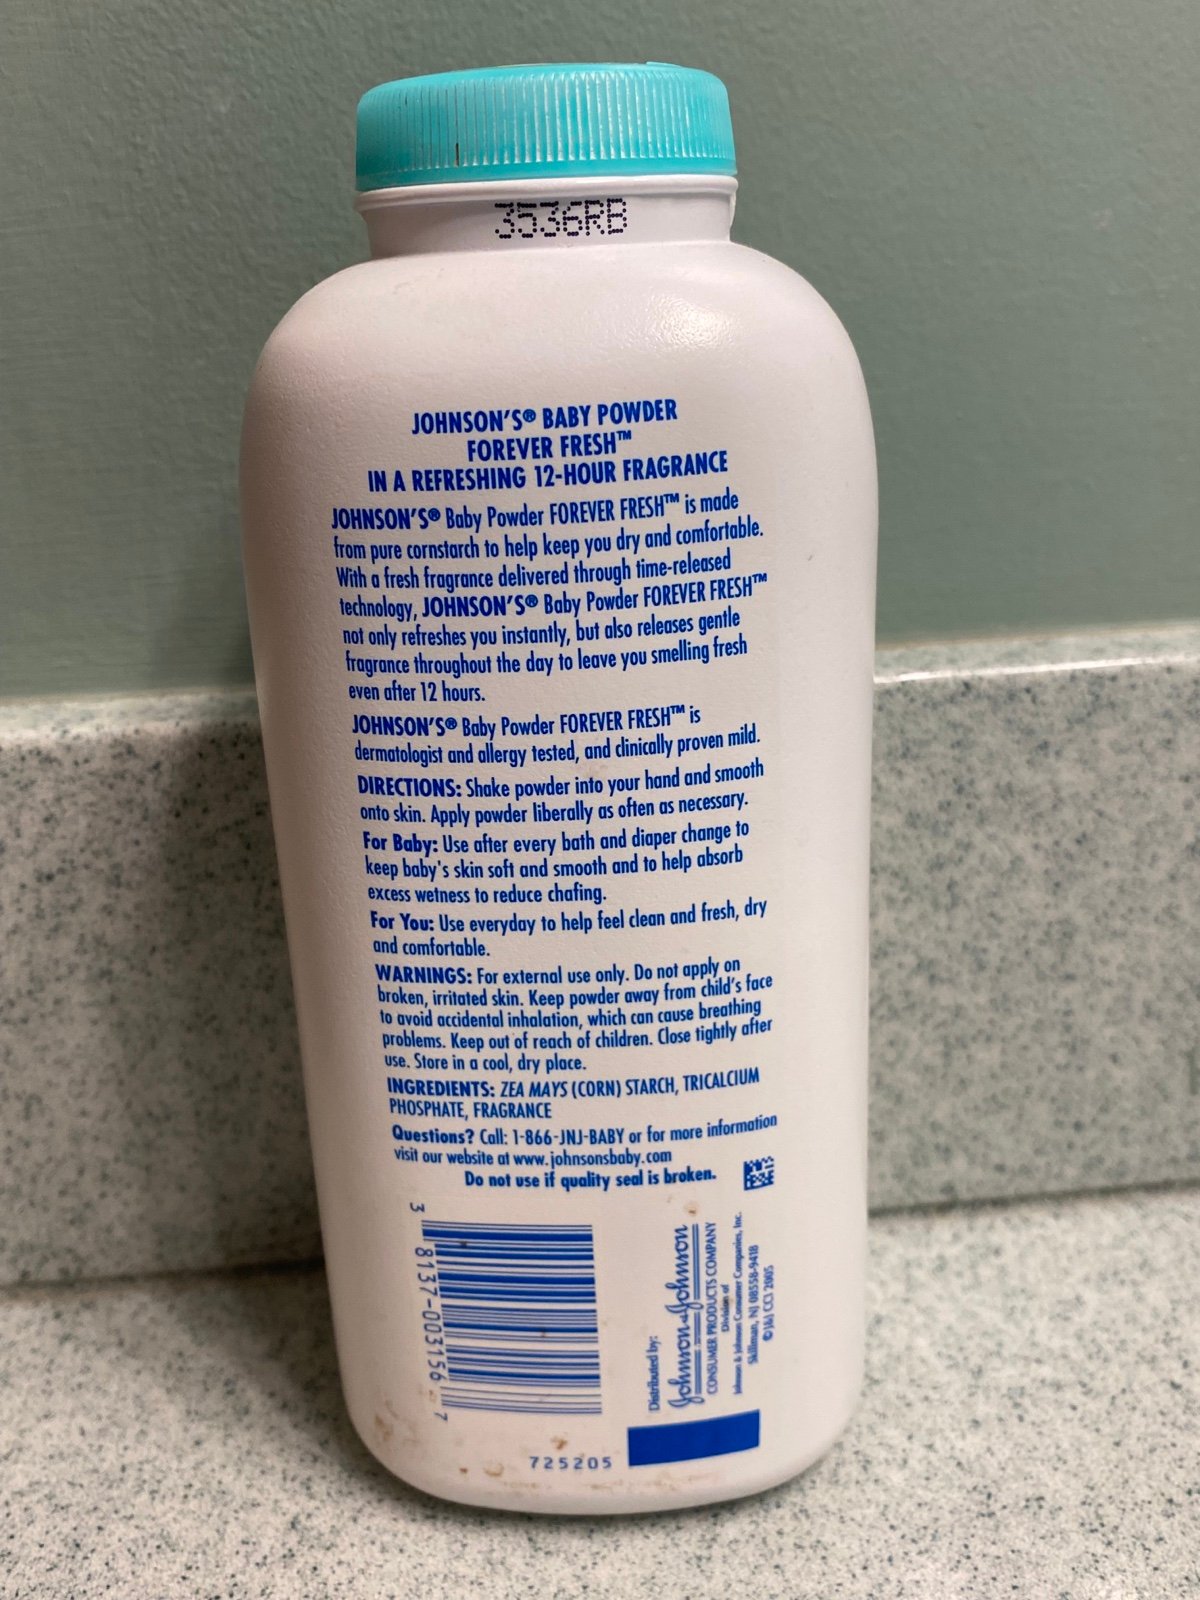 3536RB
JOHNSON'S® BABY POWDER
FOREVER FRESH™
IN A REFRESHING 12-HOUR FRAGRANCE
JOHNSON'S® Baby Powder FOREVER FRESH™ is made
from pure cornstarch to help keep you dry and comfortable.
With a fresh fragrance delivered through time-released
technology, JOHNSON'S® Baby Powder FOREVER FRESH™
not only refreshes you instantly, but also releases gentle
fragrance throughout the day to leave you smelling fresh
even after 12 hours.
JOHNSON'S® Baby Powder FOREVER FRESH™ is
dermatologist and allergy tested, and clinically proven mild.
DIRECTIONS: Shake powder into your hand and smooth
onto skin. Apply powder liberally as often as necessary.
For Baby: Use after every bath and diaper change to
keep baby's skin soft and smooth and to help absorb
excess wetness to reduce chafing.
For You: Use everyday to help feel clean and fresh, dry
and comfortable.
WARNINGS: For external use only. Do not apply on
broken, irritated skin. Keep powder away from child's face
to avoid accidental inhalation, which can cause breathing
problems. Keep out of reach of children. Close tightly after
use. Store in a cool, dry place.
INGREDIENTS: ZEA MAYS (CORN) STARCH, TRICALCIUM
PHOSPHATE, FRAGRANCE
Questions? Call: 1-866-JNJ-BABY or for more information
visit our website at www.johnsonsbaby.com
Do not use if quality seal is broken.
3 8137-003156 7
Distributed by:
Johnson & Johnson
CONSUMER PRODUCTS COMPANY
Division of
Johnson & Johnson Consumer Companies, Inc.
Skillman, NJ 08558-9418
©J&J CCI 2005
725205